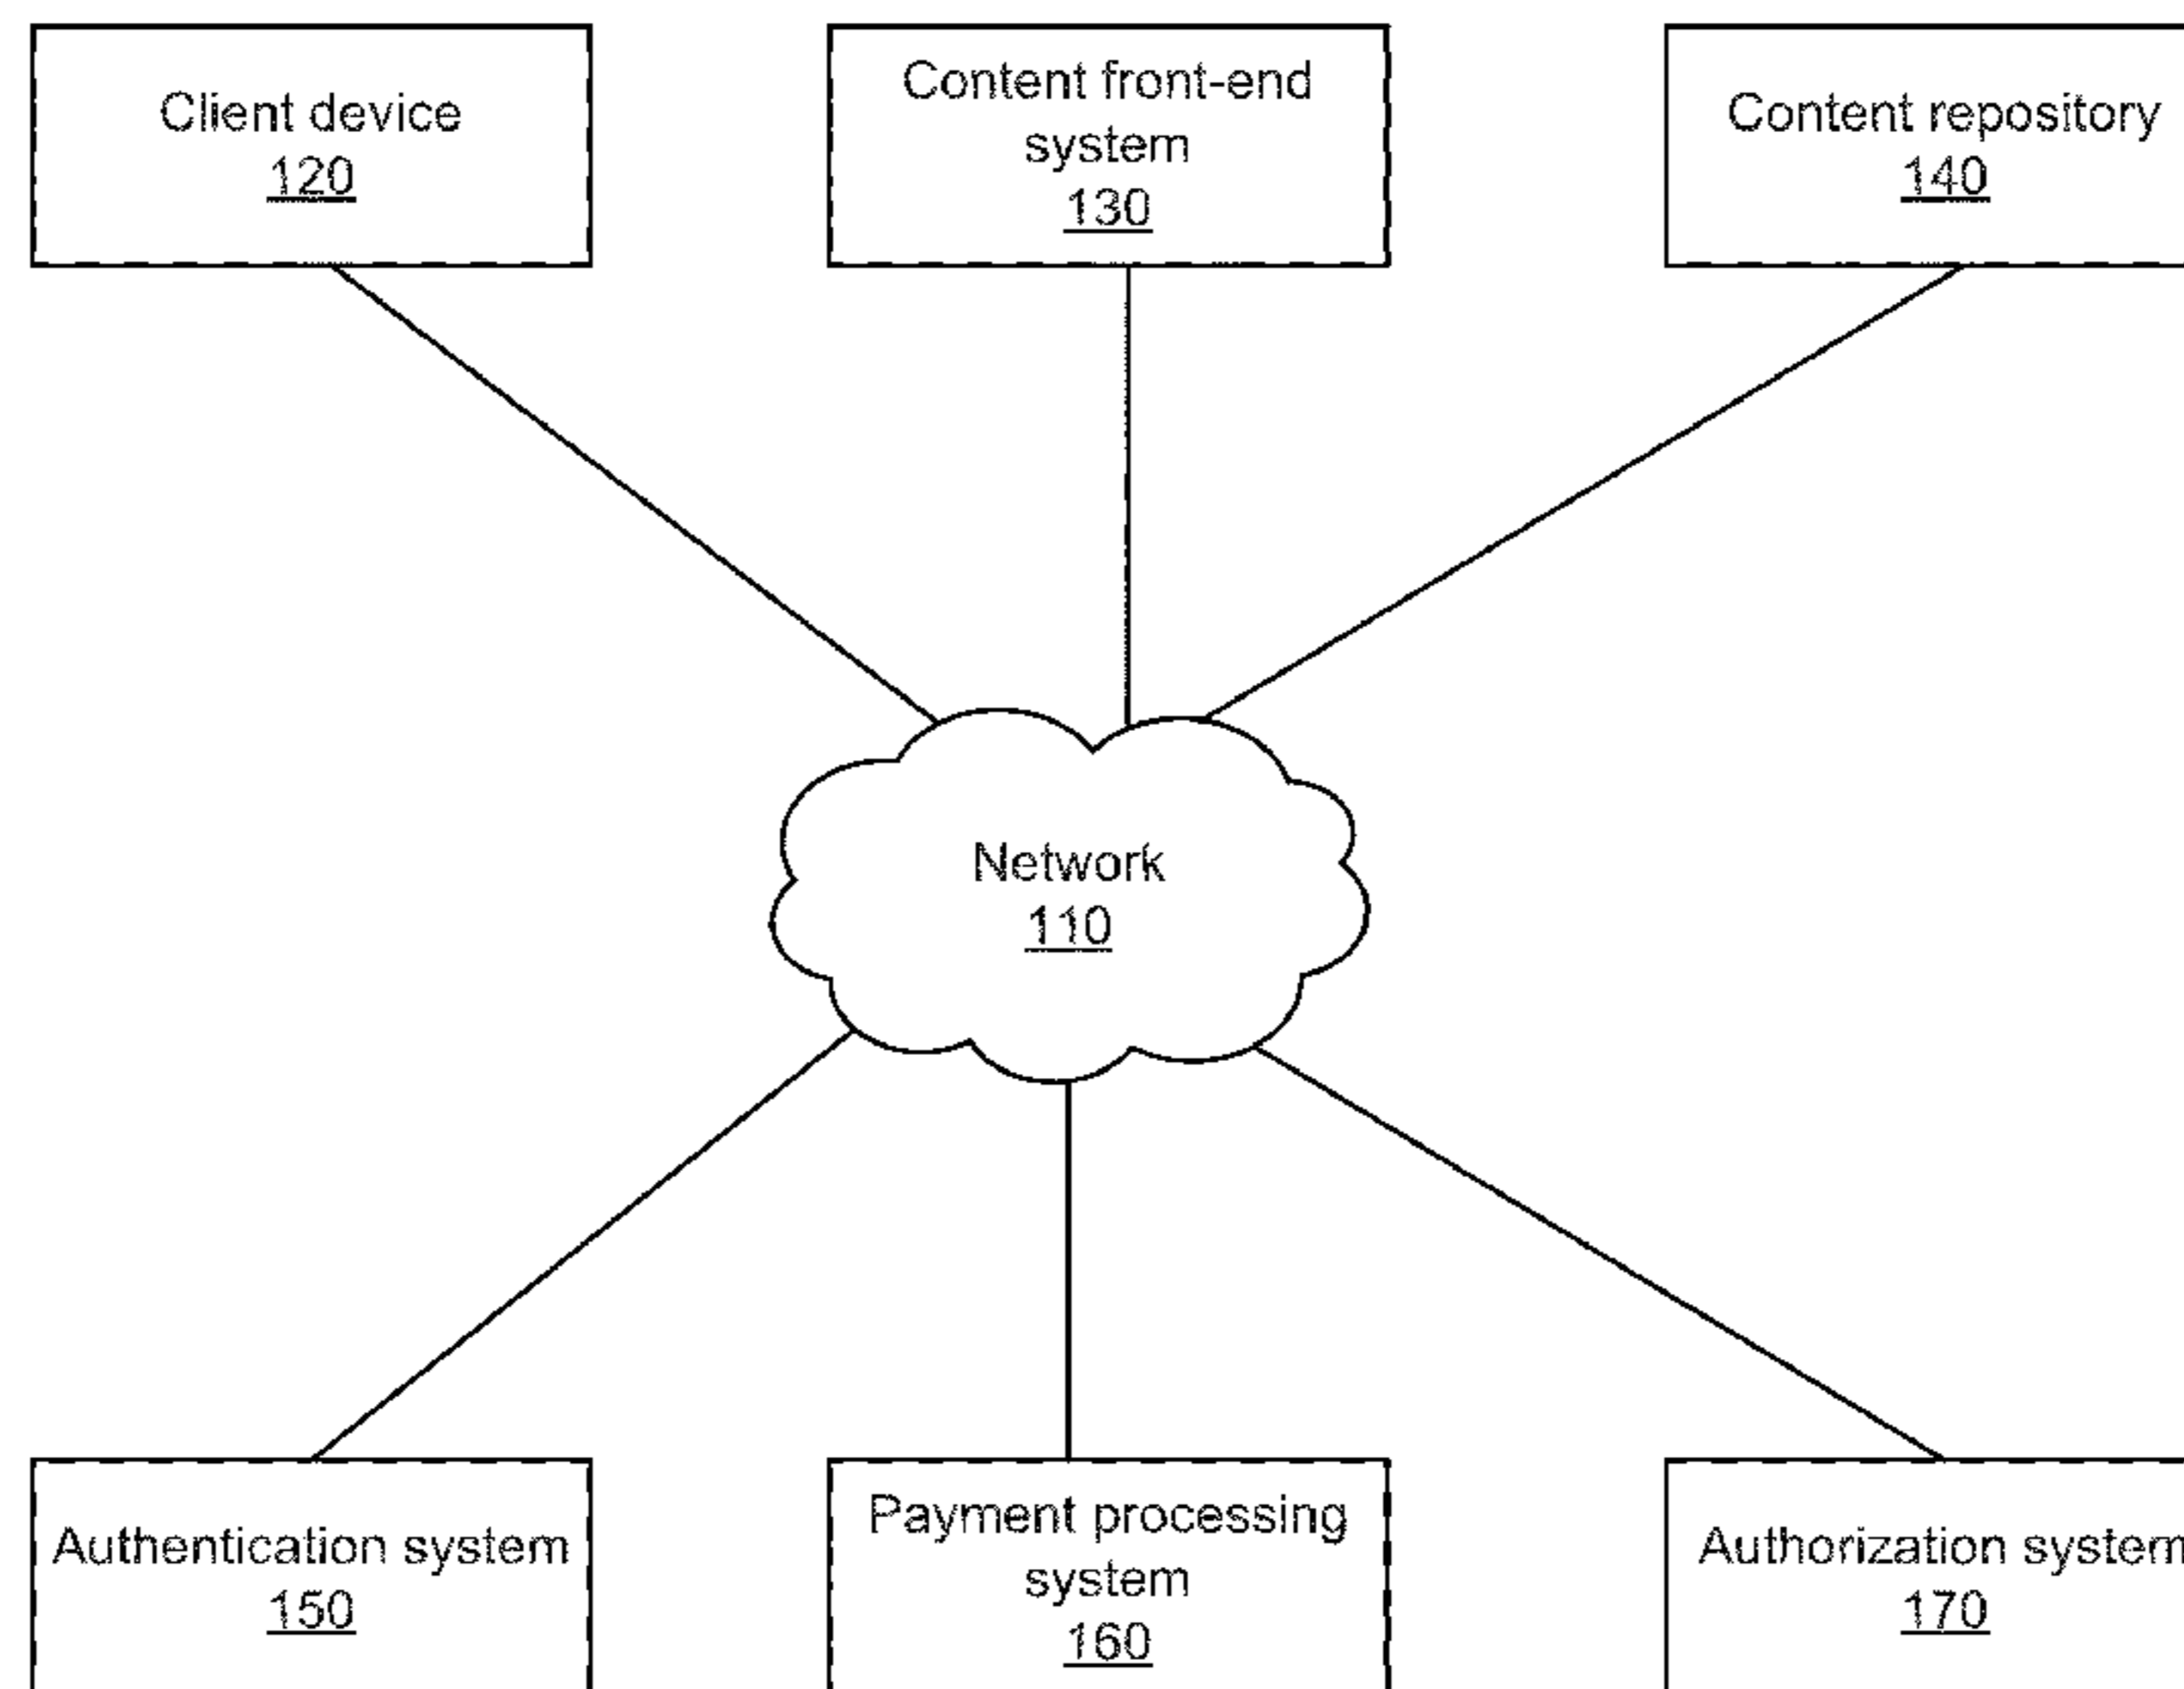 Client device
120
Content front-end
system
130
Content repository
140
Network
110
Authentication system
150
Payment processing
system
160
Authorization system
170